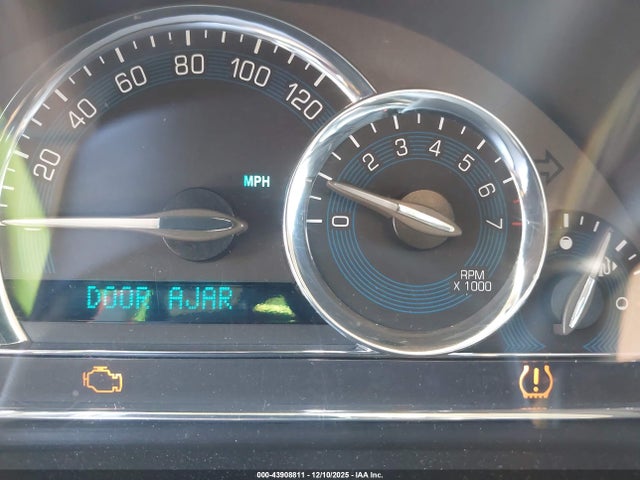 20 40 60 80 100 120
MPH
0 2 3 4 5 6 7
RPM
X 1000
DOOR AJAR
000-43908811 - 12/10/2025 - IAA Inc.